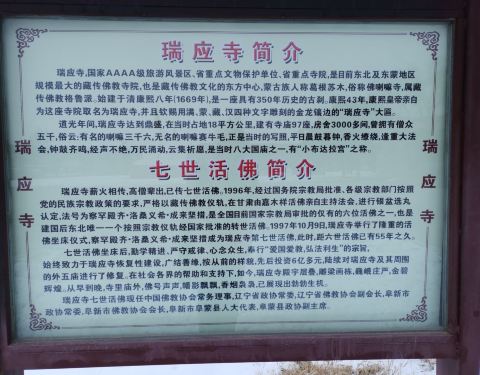 瑞应寺简介
瑞应寺,国家AAAA级旅游风景区、省重点文物保护单位、省重点寺院,是目前东北及东蒙地区
规模最大的藏传佛教寺院,也是藏传佛教文化的东方中心,蒙古族人称葛根苏木,俗称佛喇嘛寺,属藏
传佛教格鲁派。始建于清康熙八年(1669年),是一座具有350年历史的古刹。康熙43年,康熙皇帝亲自
为这座寺院取名为瑞应寺,并且钦赐用满、蒙、藏、汉四种文字雕刻的金龙镶边的“瑞应寺”大匾。
道光年间,瑞应寺达到鼎盛,在当时占地18平方公里,建有寺庙97座,房舍3000多间,曾拥有僧众
五千,俗云:有名的喇嘛三千六,无名的喇嘛赛牛毛,正是当时的写照,平日晨鼓暮钟,香火缭绕,逢重大法
会,钟鼓齐鸣,经声不绝,万民涌动,云集祈愿,是当时八大国庙之一,有“小布达拉宫”之称。
七世活佛简介
瑞应寺薪火相传,高僧辈出,已传七世活佛。1996年,经过国务院宗教局批准、各级宗教部门按照
党的民族宗教政策的要求,严格以藏传佛教仪轨,在甘肃由嘉木样活佛亲自主持法会,进行糌盆选丸
认定,法号为察罕殿齐·洛桑义希·成来坚措,是全国目前国家宗教局审批的仅有的六位活佛之一,也是
建国后东北唯一一个按照宗教仪轨经国家批准的转世活佛。1997年10月9日,瑞应寺举行了隆重的活
佛坐床仪式,察罕殿齐·洛桑义希·成来坚措成为瑞应寺第七世活佛,此时,距六世活佛已有55年之久。
七世活佛坐床后,勤学精进,严守戒律,心念众生,奉行“爱国爱教,弘法利生”的宗旨,
始终致力于瑞应寺恢复性建设,广结善缘,按从前的样貌,先后投资6亿多元,陆续对瑞应寺及其周围
的外五庙进行了修复。在社会各界的帮助和支持下,如今,瑞应寺殿宇层叠,雕梁画栋,巍峨庄严,金碧
辉煌。从早到晚,寺里庙外,佛号声声,幡影飘飘,香烟袅袅,已展现出勃勃生机。
瑞应寺七世活佛现任中国佛教协会常务理事,辽宁省政协常委,辽宁省佛教协会副会长,阜新市
政协常委,阜新市佛教协会会长,阜新市阜蒙县人大代表,阜蒙县政协副主席。
瑞应寺
瑞应寺